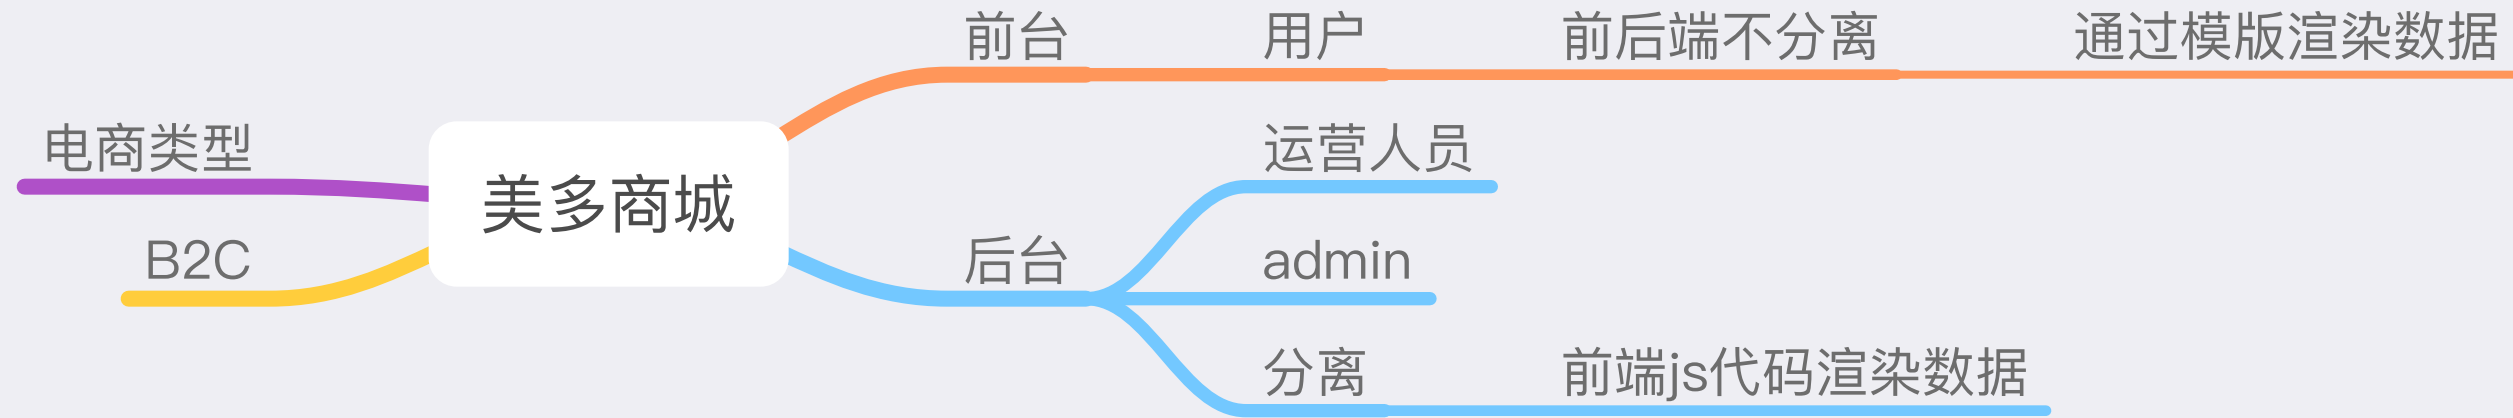 电商类型
B2C
美多商城
前台
用户
前后端不分离
通过模板渲染数据
后台
运营人员
admin
分离
前端js代码渲染数据